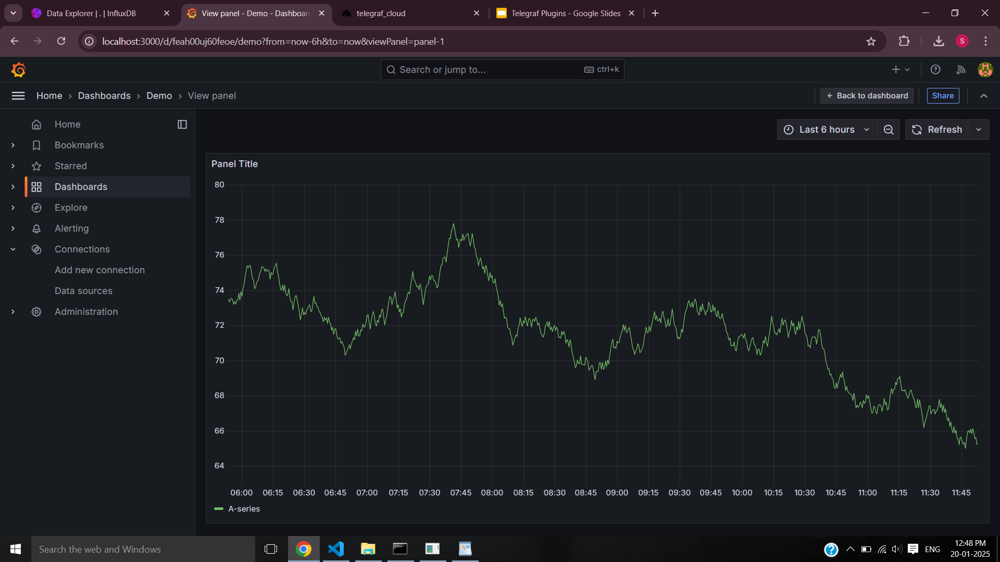 Data Explorer | . | InfluxDB
View panel - Demo - Dashboar
telegraf_cloud
Telegraf Plugins - Google Slides
localhost:3000/d/feah00uj60feoe/demo?from=now-6h&to=now&viewPanel=panel-1
S
Search or jump to...
ctrl+k
Home › Dashboards › Demo › View panel
Back to dashboard
Share
Home
Bookmarks
Starred
Dashboards
Explore
Alerting
Connections
Add new connection
Data sources
Administration
Last 6 hours
Refresh
Panel Title
80
78
76
74
72
70
68
66
64
06:00 06:15 06:30 06:45 07:00 07:15 07:30 07:45 08:00 08:15 08:30 08:45 09:00 09:15 09:30 09:45 10:00 10:15 10:30 10:45 11:00 11:15 11:30 11:45
A-series
Search the web and Windows
ENG
12:48 PM
20-01-2025